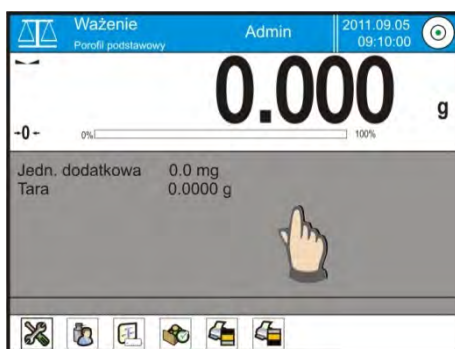 Ważenie
Porofil podstawowy
Admin
2011.09.05
09:10:00
0.000 g
→0←
0% 100%
Jedn. dodatkowa 0.0 mg
Tara 0.0000 g